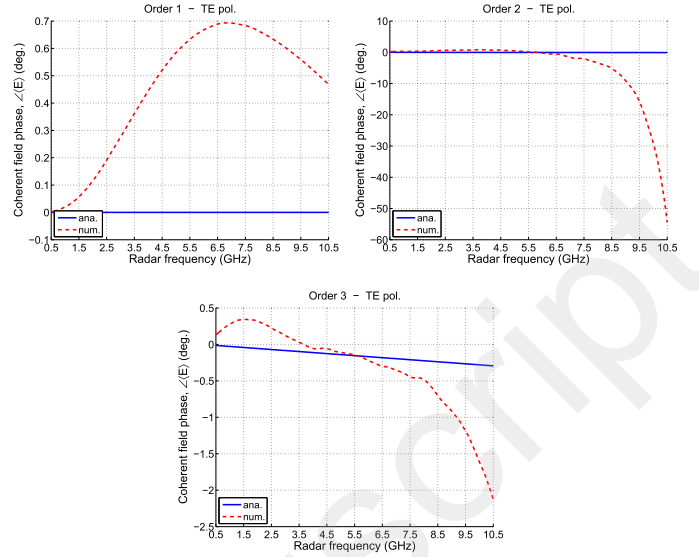 Order 1 − TE pol.
Coherent field phase, ∠⟨E⟩ (deg.)
0.7
0.6
0.5
0.4
0.3
0.2
0.1
0
−0.1
ana.
num.
0.5 1.5 2.5 3.5 4.5 5.5 6.5 7.5 8.5 9.5 10.5
Radar frequency (GHz)
Order 2 − TE pol.
Coherent field phase, ∠⟨E⟩ (deg.)
10
0
−10
−20
−30
−40
−50
−60
ana.
num.
0.5 1.5 2.5 3.5 4.5 5.5 6.5 7.5 8.5 9.5 10.5
Radar frequency (GHz)
Order 3 − TE pol.
Coherent field phase, ∠⟨E⟩ (deg.)
0.5
0
−0.5
−1
−1.5
−2
−2.5
ana.
num.
0.5 1.5 2.5 3.5 4.5 5.5 6.5 7.5 8.5 9.5 10.5
Radar frequency (GHz)
script